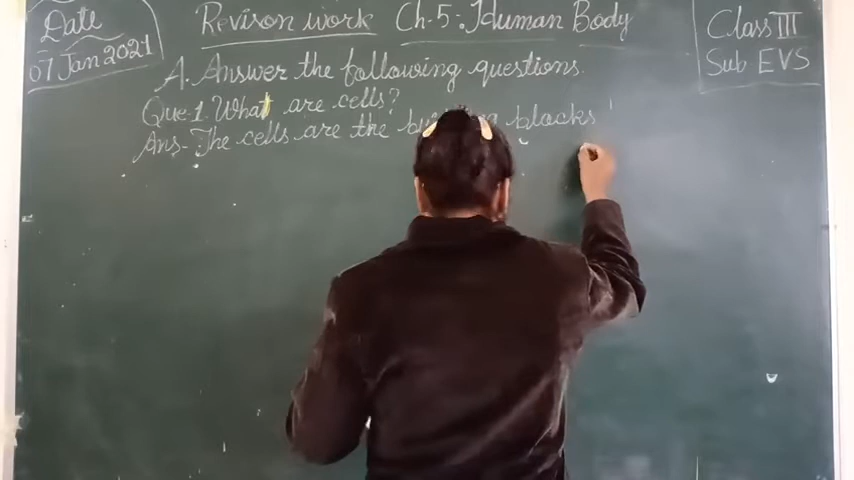 Date
07 Jan 2021
Revison work Ch-5: Human Body
Class III
Sub EVS
A. Answer the following questions.
Que.1. What are cells?
Ans- The cells are the blocks